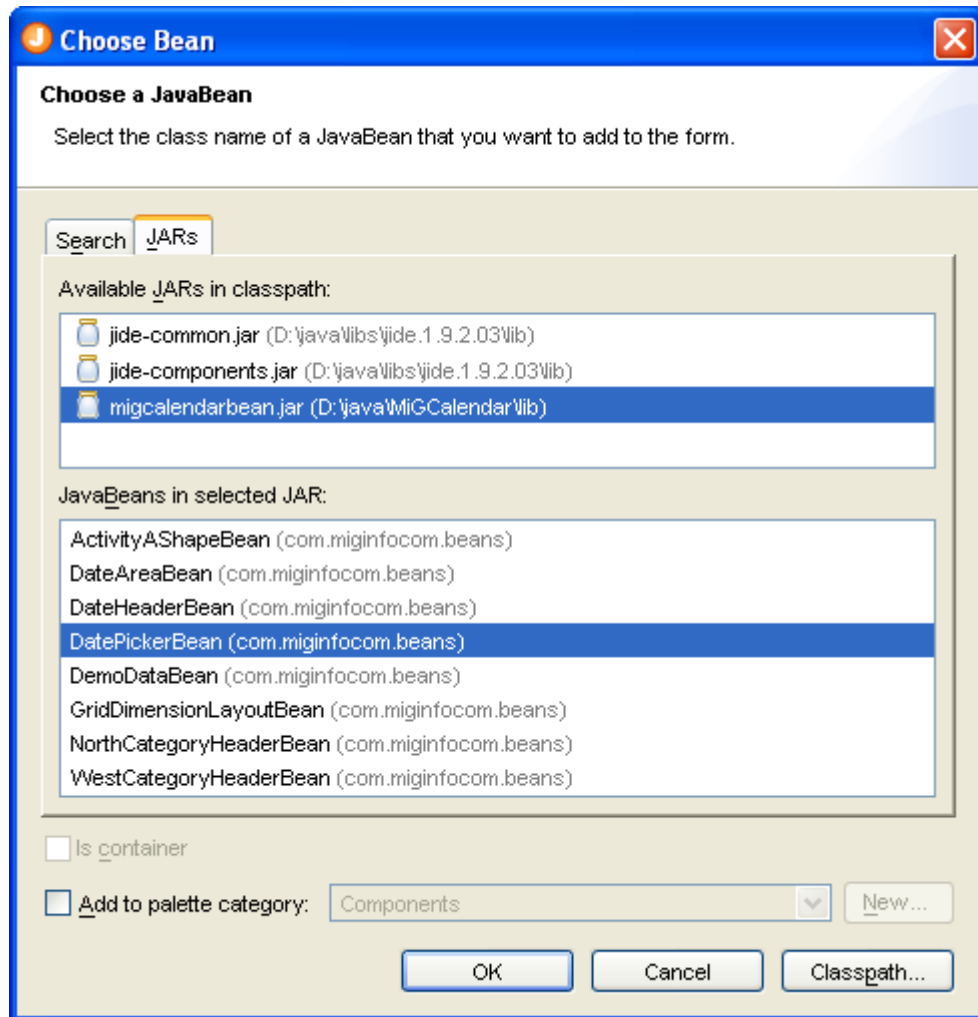 Choose Bean
Choose a JavaBean
Select the class name of a JavaBean that you want to add to the form.
Search JARs
Available JARs in classpath:
jide-common.jar (D:\java\libs\jide.1.9.2.03\lib)
jide-components.jar (D:\java\libs\jide.1.9.2.03\lib)
migcalendarbean.jar (D:\java\MiGCalendar\lib)
JavaBeans in selected JAR:
ActivityAShapeBean (com.miginfocom.beans)
DateAreaBean (com.miginfocom.beans)
DateHeaderBean (com.miginfocom.beans)
DatePickerBean (com.miginfocom.beans)
DemoDataBean (com.miginfocom.beans)
GridDimensionLayoutBean (com.miginfocom.beans)
NorthCategoryHeaderBean (com.miginfocom.beans)
WestCategoryHeaderBean (com.miginfocom.beans)
Is container
Add to palette category: Components New...
OK Cancel Classpath...